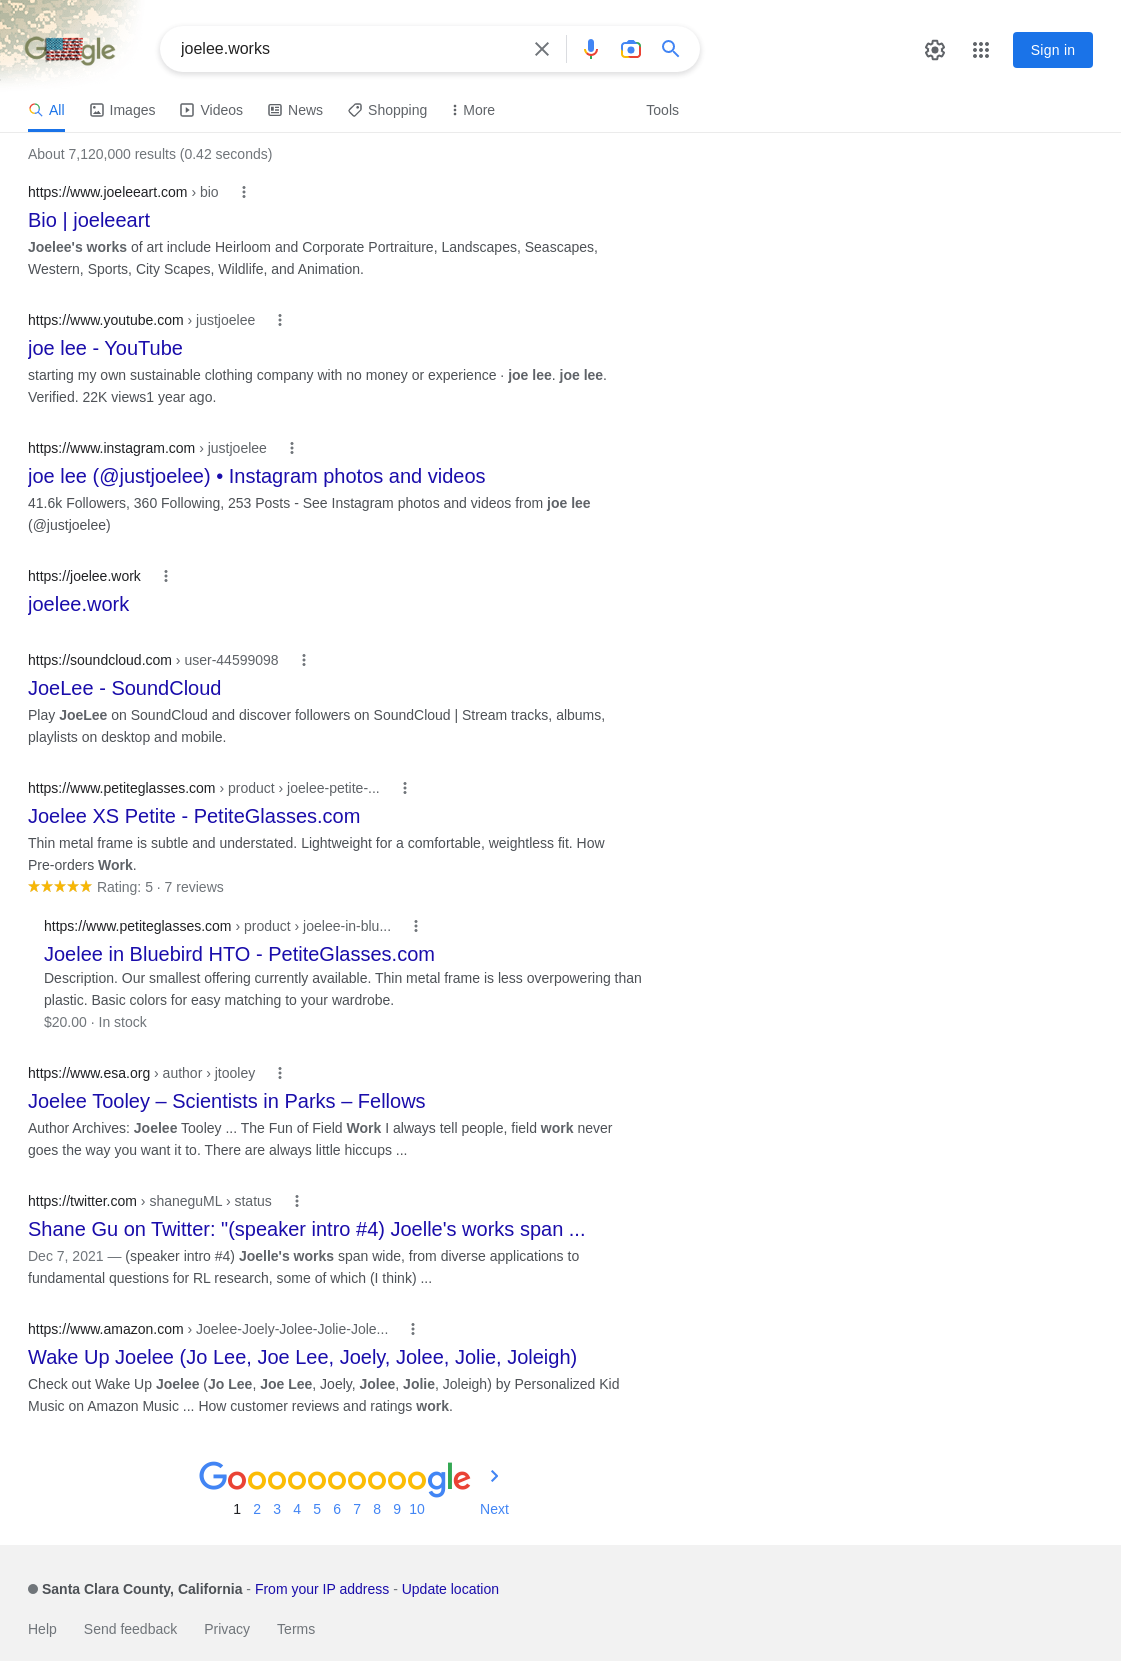 Google
joelee.works
Sign in
All
Images
Videos
News
Shopping
More
Tools
About 7,120,000 results (0.42 seconds)
https://www.joeleeart.com › bio
Bio | joeleeart
Joelee's works of art include Heirloom and Corporate Portraiture, Landscapes, Seascapes,
Western, Sports, City Scapes, Wildlife, and Animation.
https://www.youtube.com › justjoelee
joe lee - YouTube
starting my own sustainable clothing company with no money or experience · joe lee. joe lee.
Verified. 22K views1 year ago.
https://www.instagram.com › justjoelee
joe lee (@justjoelee) • Instagram photos and videos
41.6k Followers, 360 Following, 253 Posts - See Instagram photos and videos from joe lee
(@justjoelee)
https://joelee.work
joelee.work
https://soundcloud.com › user-44599098
JoeLee - SoundCloud
Play JoeLee on SoundCloud and discover followers on SoundCloud | Stream tracks, albums,
playlists on desktop and mobile.
https://www.petiteglasses.com › product › joelee-petite-...
Joelee XS Petite - PetiteGlasses.com
Thin metal frame is subtle and understated. Lightweight for a comfortable, weightless fit. How
Pre-orders Work.
Rating: 5 · 7 reviews
https://www.petiteglasses.com › product › joelee-in-blu...
Joelee in Bluebird HTO - PetiteGlasses.com
Description. Our smallest offering currently available. Thin metal frame is less overpowering than
plastic. Basic colors for easy matching to your wardrobe.
$20.00 · In stock
https://www.esa.org › author › jtooley
Joelee Tooley – Scientists in Parks – Fellows
Author Archives: Joelee Tooley ... The Fun of Field Work I always tell people, field work never
goes the way you want it to. There are always little hiccups ...
https://twitter.com › shaneguML › status
Shane Gu on Twitter: "(speaker intro #4) Joelle's works span ...
Dec 7, 2021 — (speaker intro #4) Joelle's works span wide, from diverse applications to
fundamental questions for RL research, some of which (I think) ...
https://www.amazon.com › Joelee-Joely-Jolee-Jolie-Jole...
Wake Up Joelee (Jo Lee, Joe Lee, Joely, Jolee, Jolie, Joleigh)
Check out Wake Up Joelee (Jo Lee, Joe Lee, Joely, Jolee, Jolie, Joleigh) by Personalized Kid
Music on Amazon Music ... How customer reviews and ratings work.
Goooooooooogle
1 2 3 4 5 6 7 8 9 10 Next
Santa Clara County, California - From your IP address - Update location
Help Send feedback Privacy Terms